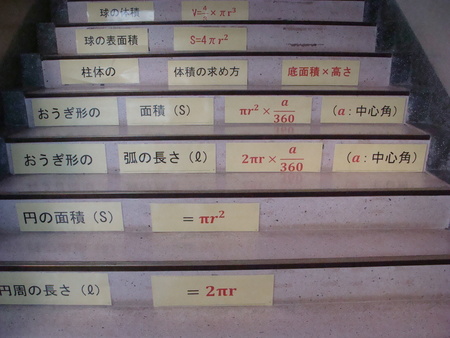 球の体積 V=a/3×πr³
球の表面積 S=4πr²
柱体の 体積の求め方 底面積×高さ
おうぎ形の 面積(S) πr²×a/360 (a:中心角)
おうぎ形の 弧の長さ(ℓ) 2πr×a/360 (a:中心角)
円の面積(S) =πr²
円周の長さ(ℓ) =2πr